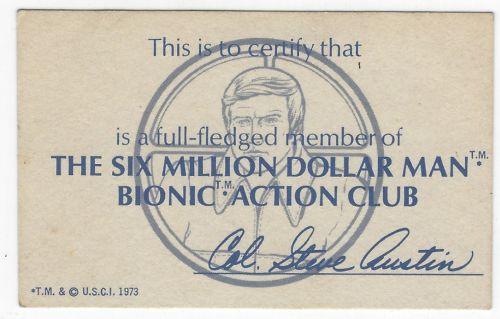 This is to certify that
is a full-fledged member of
THE SIX MILLION DOLLAR MAN T.M.*
BIONIC T.M.* ACTION CLUB
Col. Steve Austin
*T.M. & © U.S.C.I. 1973